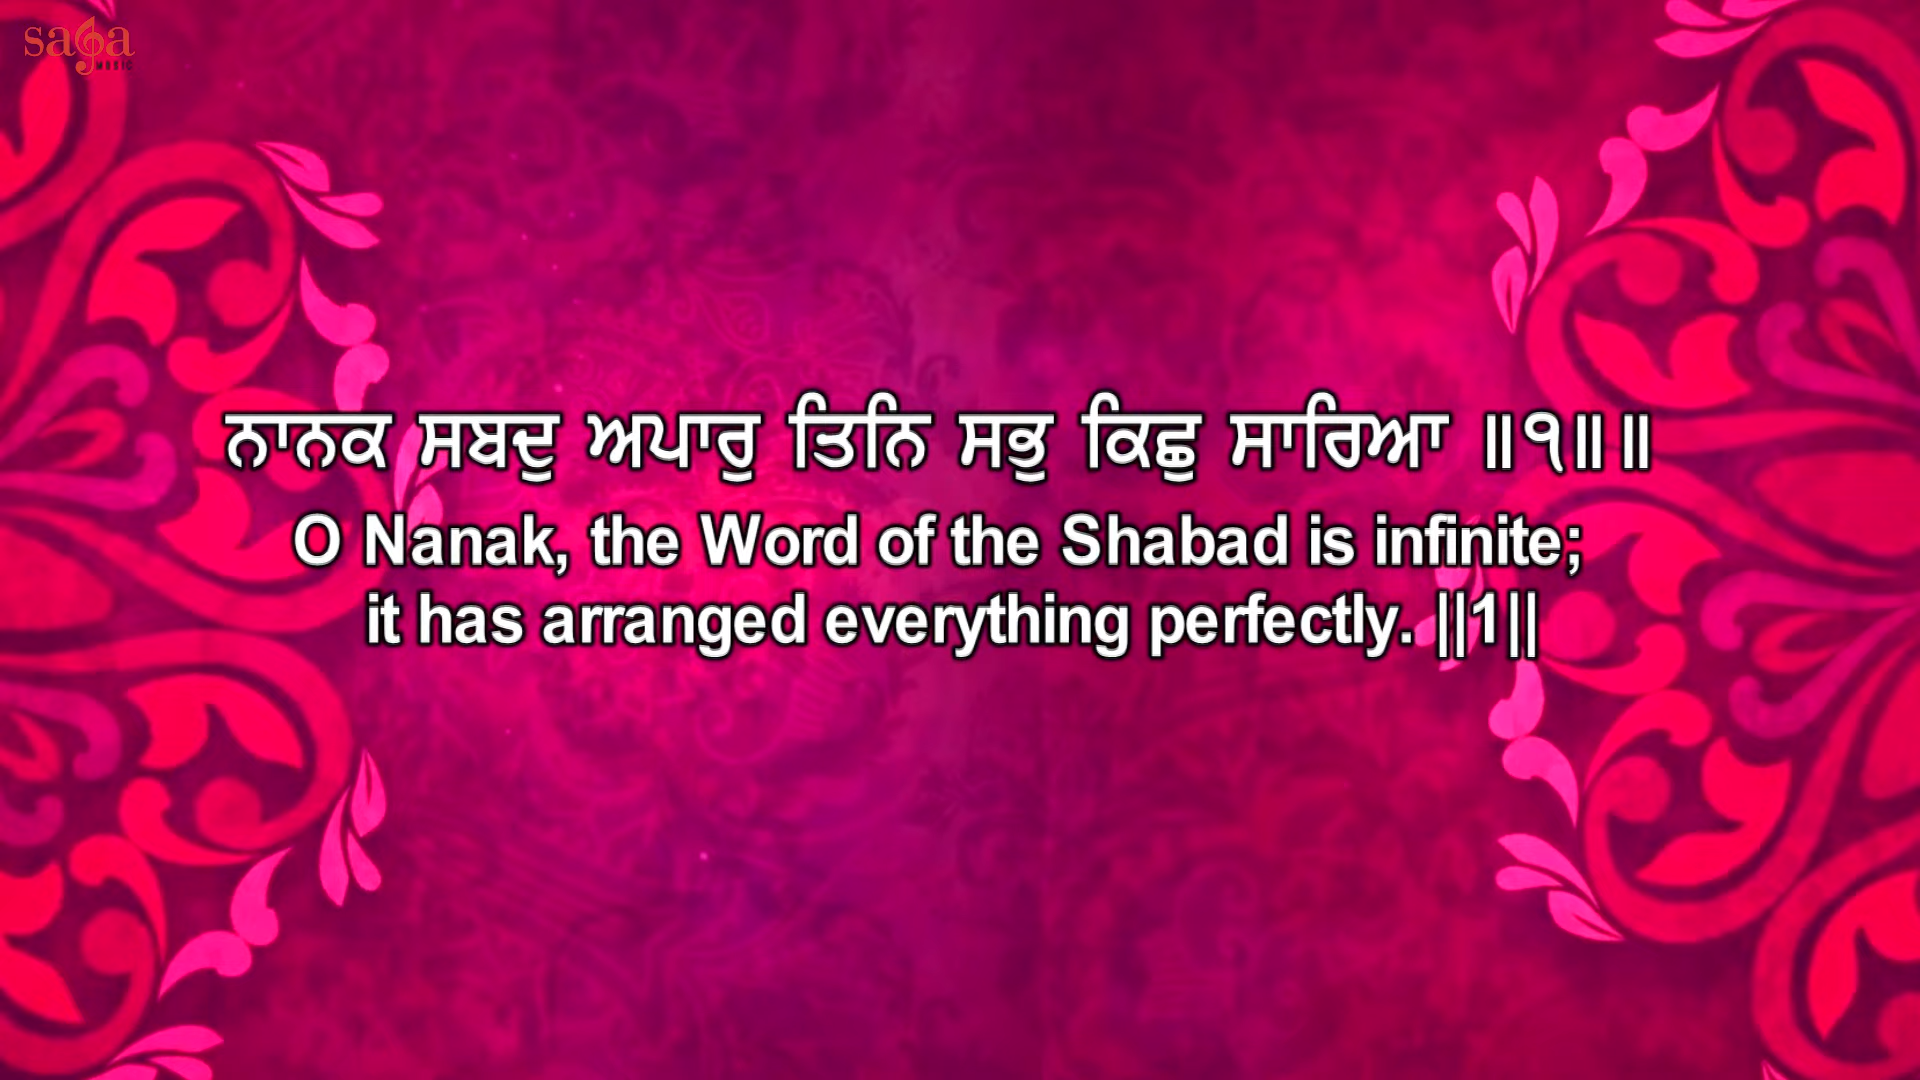 saga
MUSIC
ਨਾਨਕ ਸਬਦੁ ਅਪਾਰੁ ਤਿਨਿ ਸਭੁ ਕਿਛੁ ਸਾਰਿਆ ॥੧॥॥
O Nanak, the Word of the Shabad is infinite;
it has arranged everything perfectly. ||1||